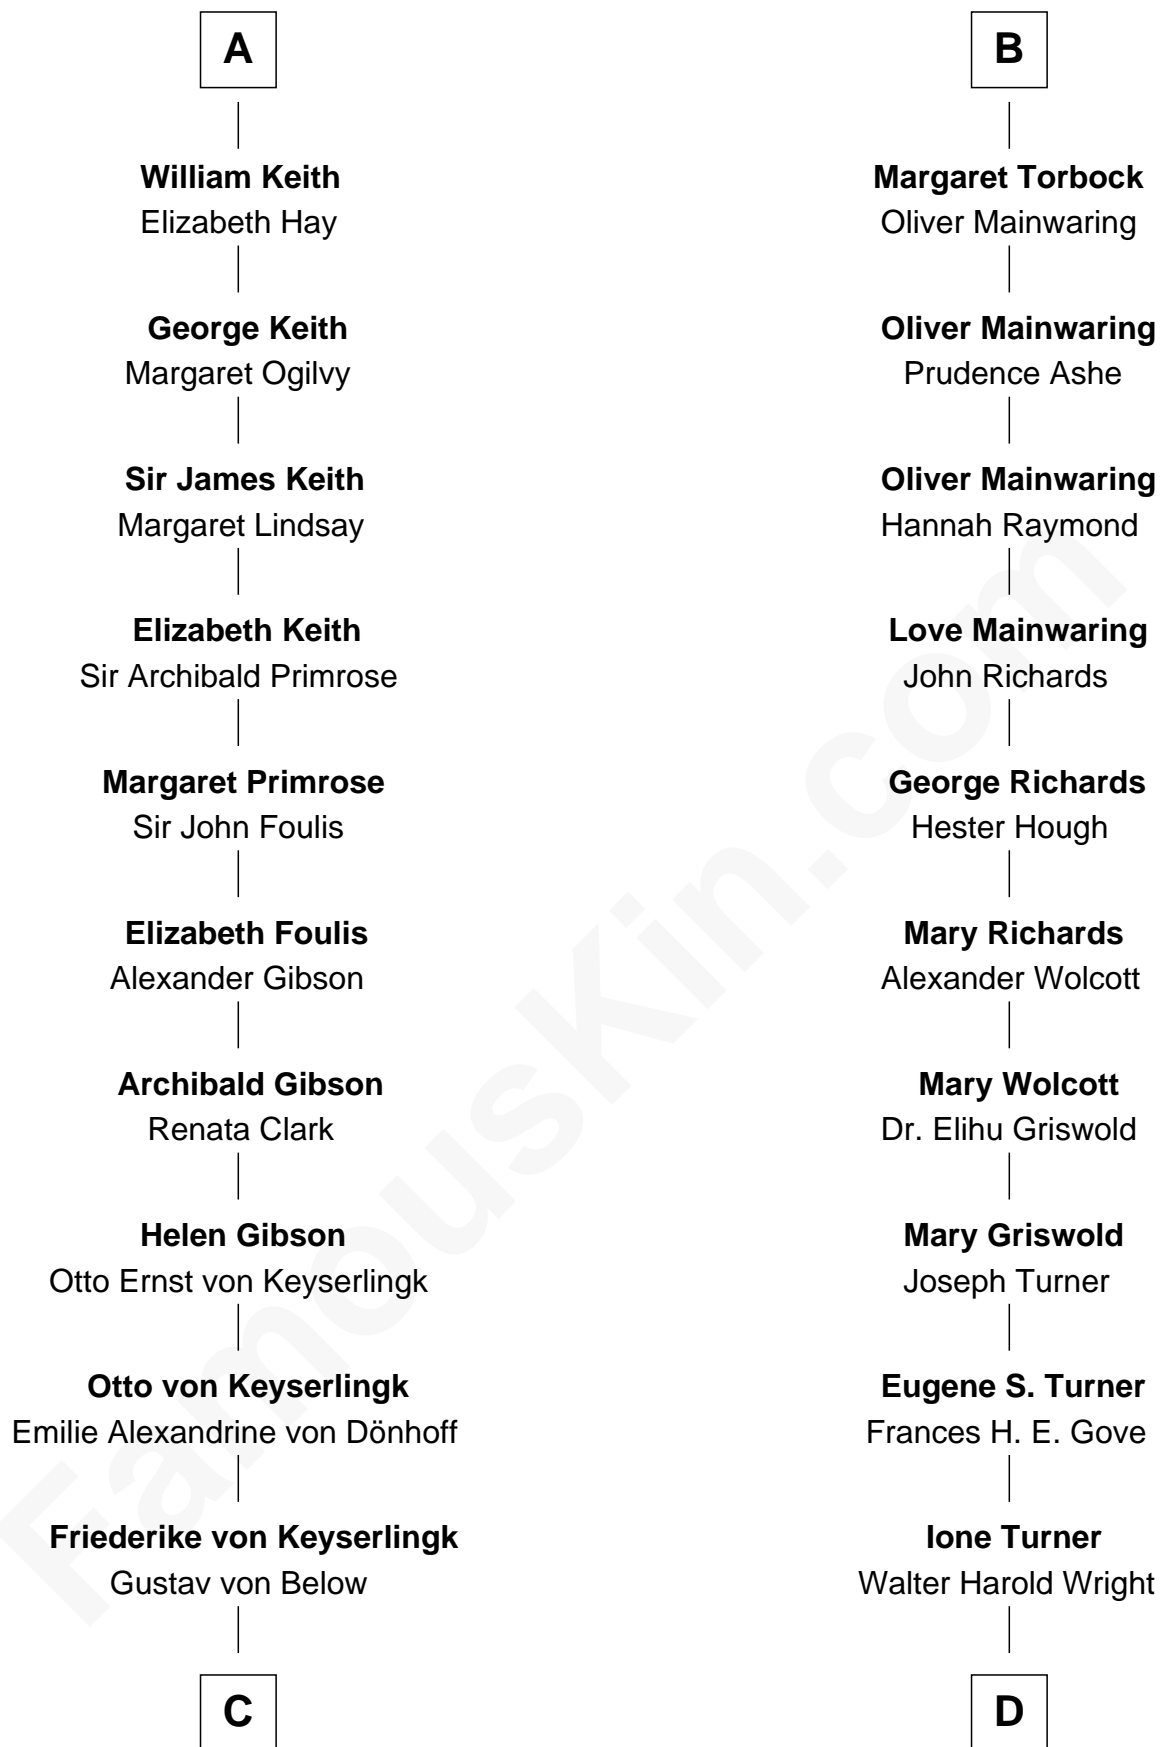 A
William Keith
Elizabeth Hay
George Keith
Margaret Ogilvy
Sir James Keith
Margaret Lindsay
Elizabeth Keith
Sir Archibald Primrose
Margaret Primrose
Sir John Foulis
Elizabeth Foulis
Alexander Gibson
Archibald Gibson
Renata Clark
Helen Gibson
Otto Ernst von Keyserlingk
Otto von Keyserlingk
Emilie Alexandrine von Dönhoff
Friederike von Keyserlingk
Gustav von Below
C
B
Margaret Torbock
Oliver Mainwaring
Oliver Mainwaring
Prudence Ashe
Oliver Mainwaring
Hannah Raymond
Love Mainwaring
John Richards
George Richards
Hester Hough
Mary Richards
Alexander Wolcott
Mary Wolcott
Dr. Elihu Griswold
Mary Griswold
Joseph Turner
Eugene S. Turner
Frances H. E. Gove
Ione Turner
Walter Harold Wright
D
FamousKin.com